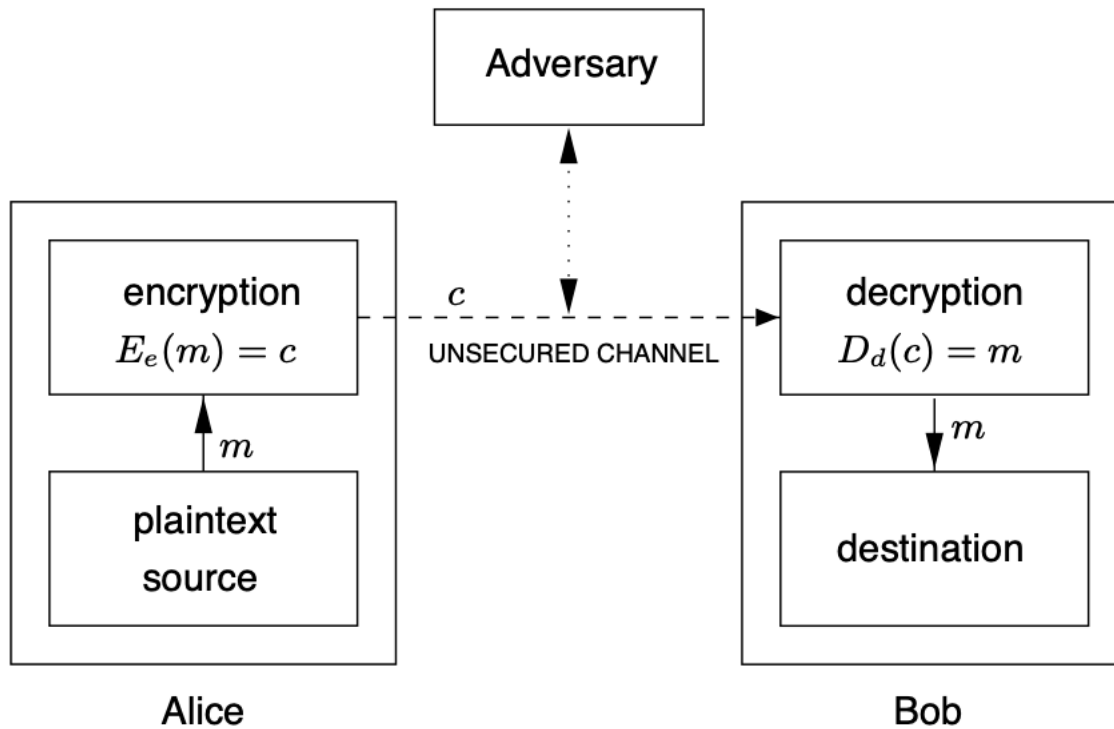 Adversary
encryption
E_e(m) = c
m
plaintext
source
Alice
c
UNSECURED CHANNEL
decryption
D_d(c) = m
m
destination
Bob